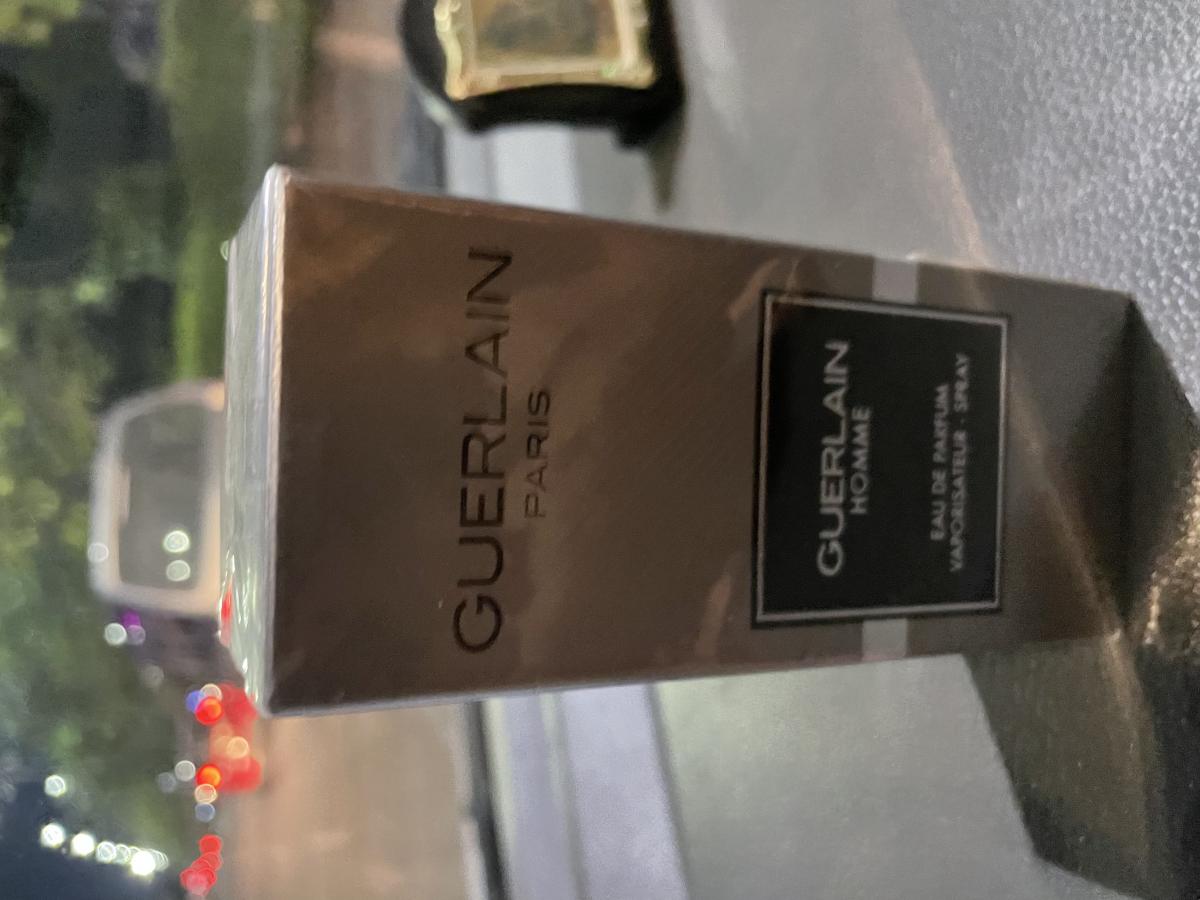 GUERLAIN
PARIS
GUERLAIN
HOMME
EAU DE PARFUM
VAPORISATEUR · SPRAY